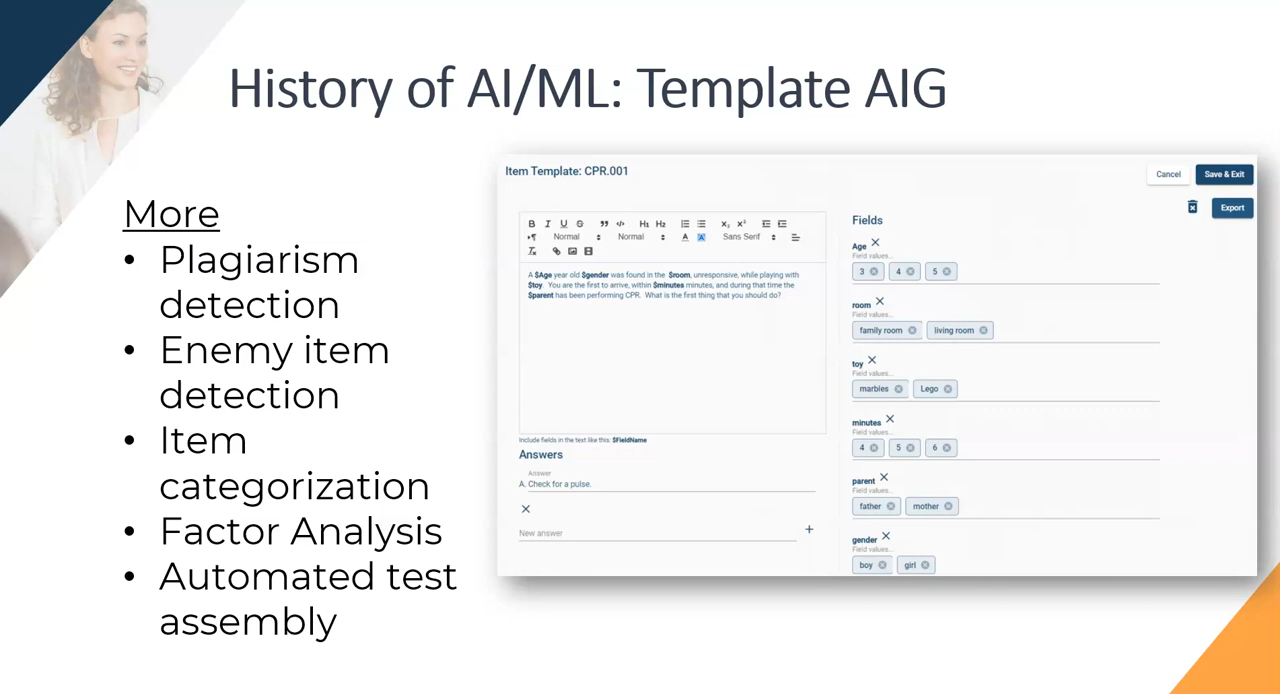 History of AI/ML: Template AIG
More
• Plagiarism
detection
• Enemy item
detection
• Item
categorization
• Factor Analysis
• Automated test
assembly
Item Template: CPR.001
Cancel
Save & Exit
Export
B I U S ” </> H1 H2 X₂ X²
Normal Normal A A Sans Serif
Tx
A $Age year old $gender was found in the $room, unresponsive, while playing with
$toy. You are the first to arrive, within $minutes minutes, and during that time the
$parent has been performing CPR. What is the first thing that you should do?
Include fields in the text like this: $FieldName
Answers
Answer
A. Check for a pulse.
New answer
Fields
Age
Field values...
3 4 5
room
Field values...
family room living room
toy
Field values...
marbles Lego
minutes
Field values...
4 5 6
parent
Field values...
father mother
gender
Field values...
boy girl